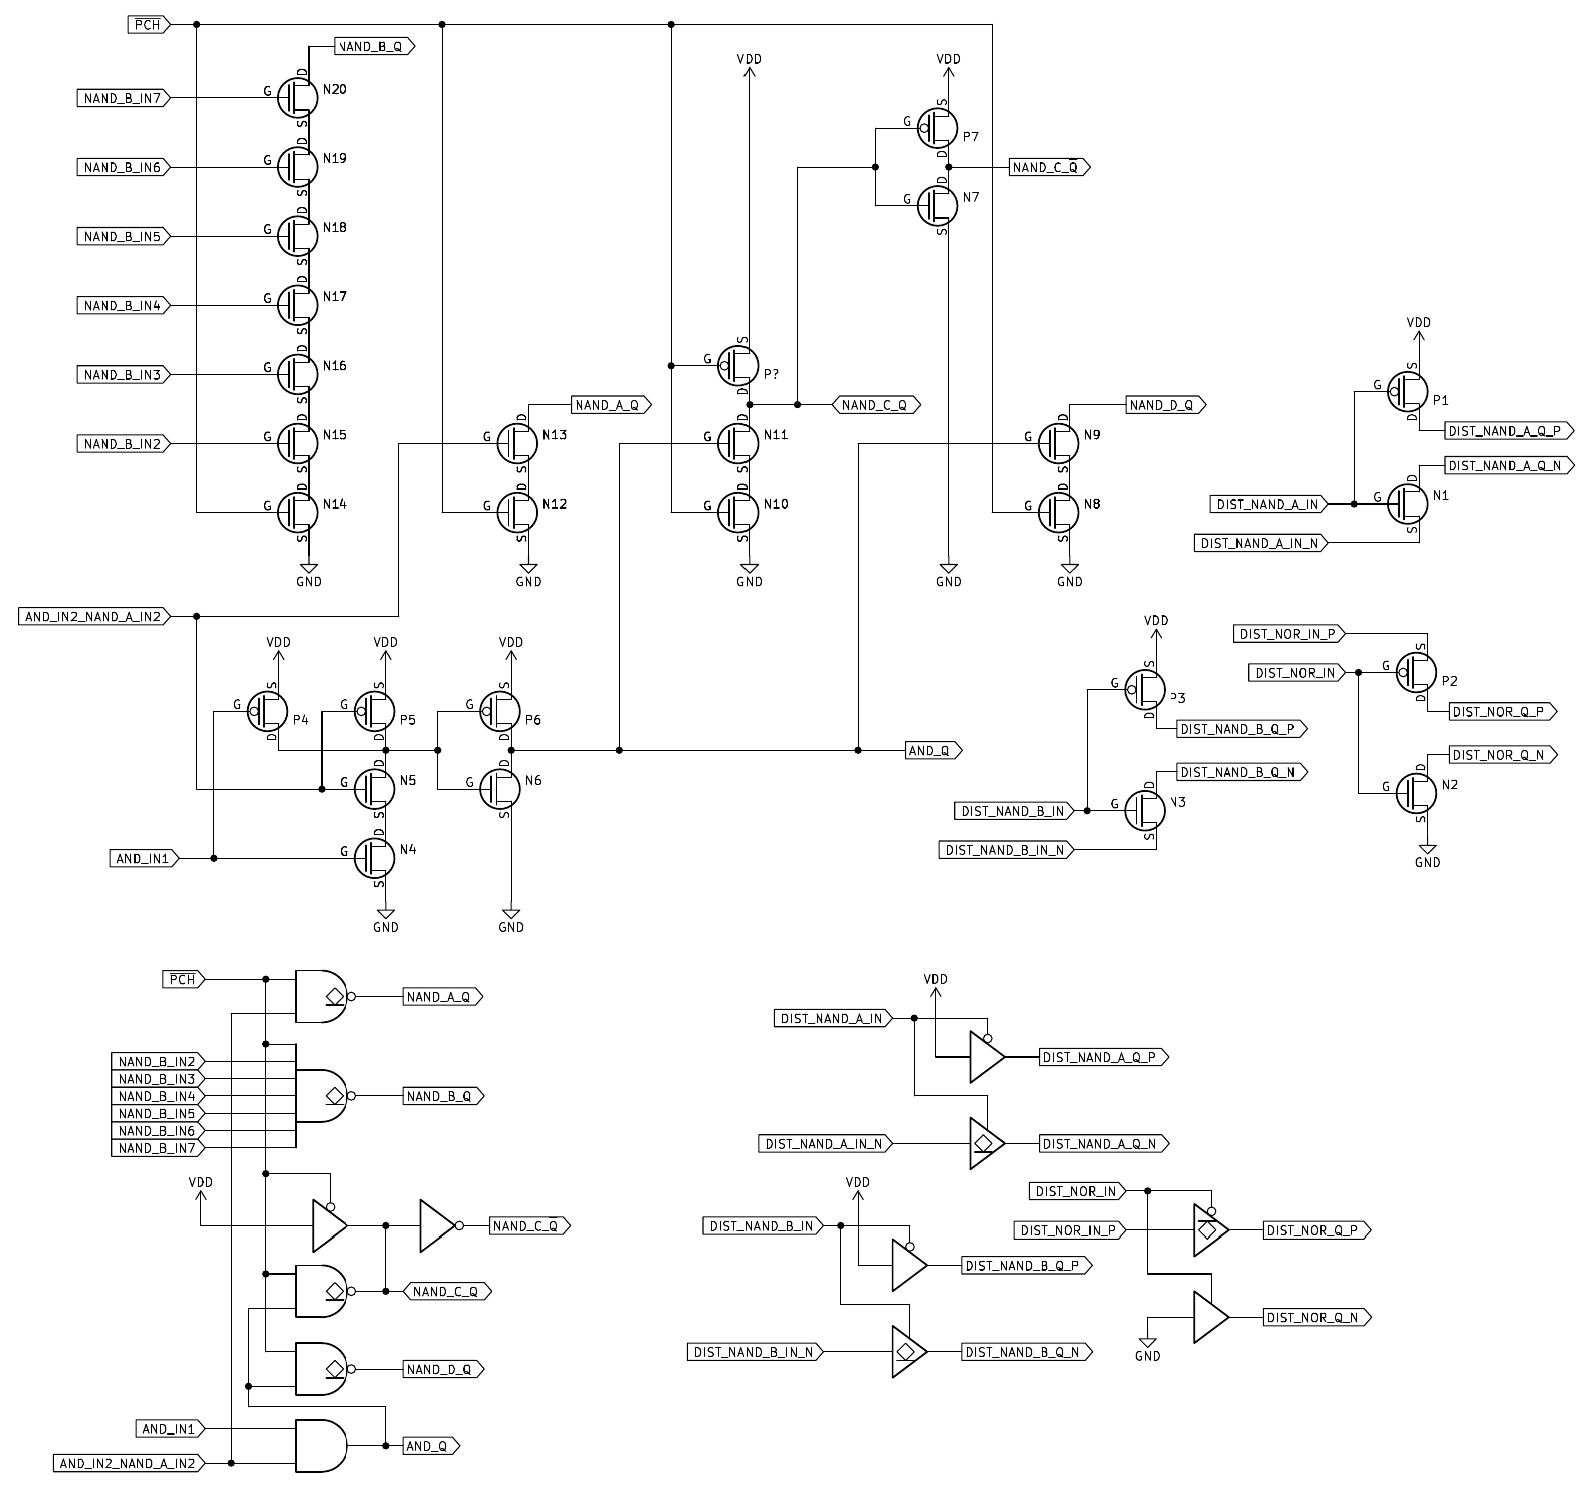 PCH
NAND_B_Q
VDD
VDD
D
G
N20
NAND_B_IN7
S
S
G
P7
D
D
G
N19
NAND_B_IN6
NAND_C_Q
S
D
G
N7
S
D
G
N18
NAND_B_IN5
S
D
G
N17
NAND_B_IN4
S
VDD
D
G
N16
NAND_B_IN3
S
S
G
P?
D
S
G
P1
D
NAND_A_Q
NAND_C_Q
NAND_D_Q
DIST_NAND_A_Q_P
D
G
N15
NAND_B_IN2
S
D
G
N13
S
D
G
N11
S
D
G
N9
S
DIST_NAND_A_Q_N
D
G
N14
S
D
G
N12
S
D
G
N10
S
D
G
N8
S
D
G
N1
S
DIST_NAND_A_IN
DIST_NAND_A_IN_N
GND
GND
GND
GND
GND
AND_IN2_NAND_A_IN2
VDD
VDD
VDD
VDD
DIST_NOR_IN_P
DIST_NOR_IN
S
G
P2
D
DIST_NOR_Q_P
S
G
P4
D
S
G
P5
D
S
G
P6
D
S
G
P3
D
DIST_NAND_B_Q_P
AND_Q
DIST_NOR_Q_N
DIST_NAND_B_Q_N
D
G
N5
S
D
G
N6
S
D
G
N3
S
D
G
N2
S
DIST_NAND_B_IN
DIST_NAND_B_IN_N
AND_IN1
D
G
N4
S
GND
GND
GND
PCH
NAND_A_Q
VDD
DIST_NAND_A_IN
DIST_NAND_A_Q_P
NAND_B_IN2
NAND_B_IN3
NAND_B_IN4
NAND_B_Q
NAND_B_IN5
NAND_B_IN6
NAND_B_IN7
DIST_NAND_A_IN_N
DIST_NAND_A_Q_N
VDD
VDD
DIST_NOR_IN
NAND_C_Q
DIST_NAND_B_IN
DIST_NOR_IN_P
DIST_NOR_Q_P
DIST_NAND_B_Q_P
NAND_C_Q
DIST_NOR_Q_N
GND
DIST_NAND_B_IN_N
DIST_NAND_B_Q_N
NAND_D_Q
AND_IN1
AND_Q
AND_IN2_NAND_A_IN2